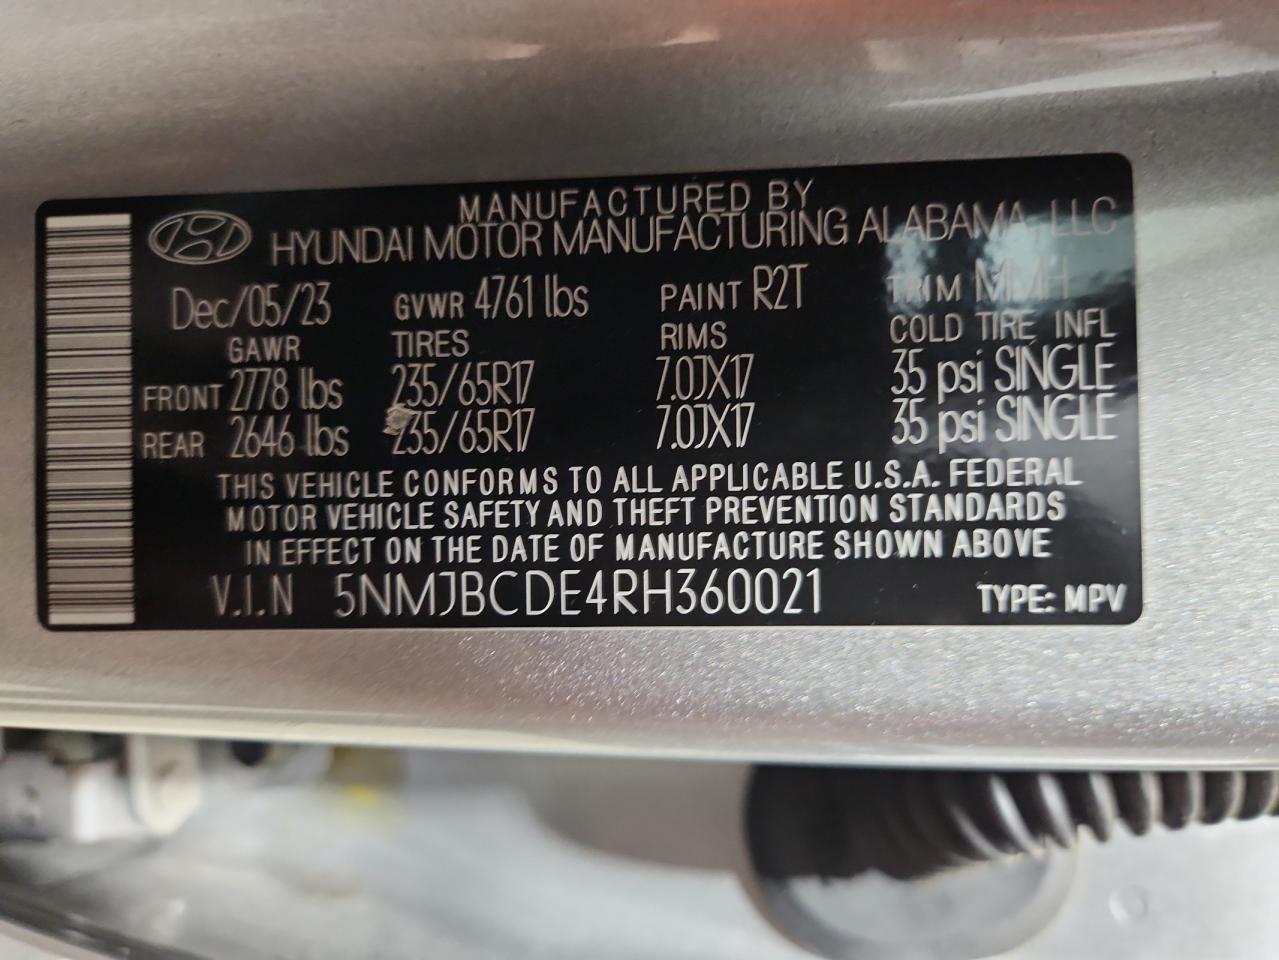 MANUFACTURED BY
HYUNDAI MOTOR MANUFACTURING ALABAMA, LLC
Dec/05/23 GVWR 4761 lbs PAINT R2T TRIM MMH
GAWR TIRES RIMS COLD TIRE INFL
FRONT 2778 lbs 235/65R17 7.0JX17 35 psi SINGLE
REAR 2646 lbs 235/65R17 7.0JX17 35 psi SINGLE
THIS VEHICLE CONFORMS TO ALL APPLICABLE U.S.A. FEDERAL
MOTOR VEHICLE SAFETY AND THEFT PREVENTION STANDARDS
IN EFFECT ON THE DATE OF MANUFACTURE SHOWN ABOVE
V.I.N 5NMJBCDE4RH360021 TYPE: MPV